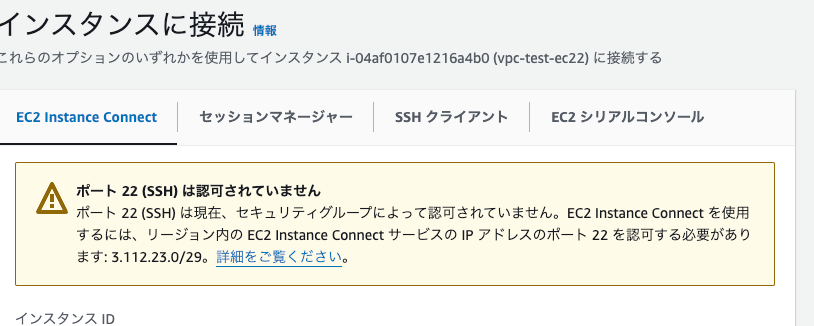 インスタンスに接続 情報
これらのオプションのいずれかを使用してインスタンス i-04af0107e1216a4b0 (vpc-test-ec22) に接続する
EC2 Instance Connect セッションマネージャー SSH クライアント EC2 シリアルコンソール
ポート 22 (SSH) は認可されていません
ポート 22 (SSH) は現在、セキュリティグループによって認可されていません。EC2 Instance Connect を使用
するには、リージョン内の EC2 Instance Connect サービスの IP アドレスのポート 22 を認可する必要があり
ます: 3.112.23.0/29。詳細をご覧ください。
インスタンス ID